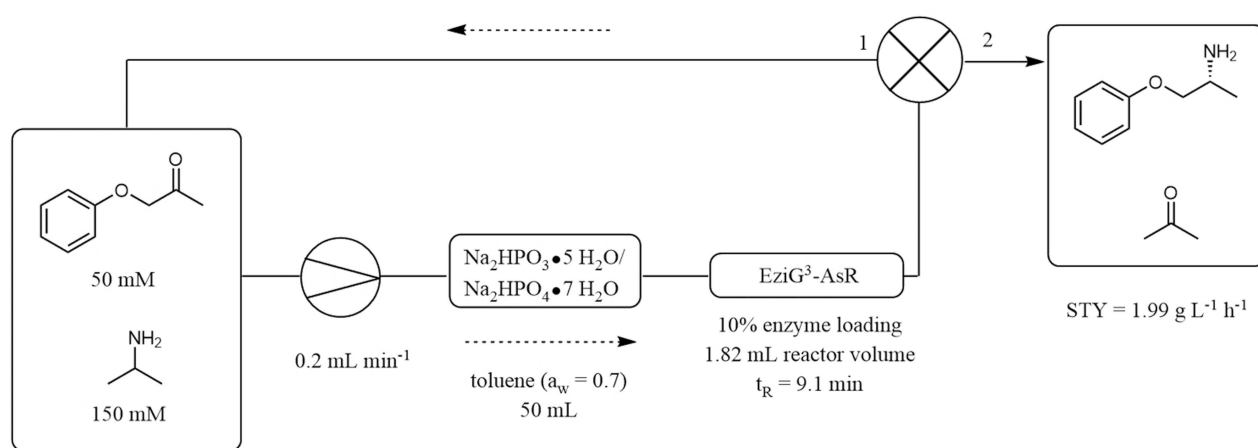 1
2
NH₂
O
O
O
O
50 mM
NH₂
150 mM
0.2 mL min⁻¹
Na₂HPO₃•5 H₂O/
Na₂HPO₄•7 H₂O
toluene (aw = 0.7)
50 mL
EziG³-AsR
10% enzyme loading
1.82 mL reactor volume
tR = 9.1 min
STY = 1.99 g L⁻¹ h⁻¹